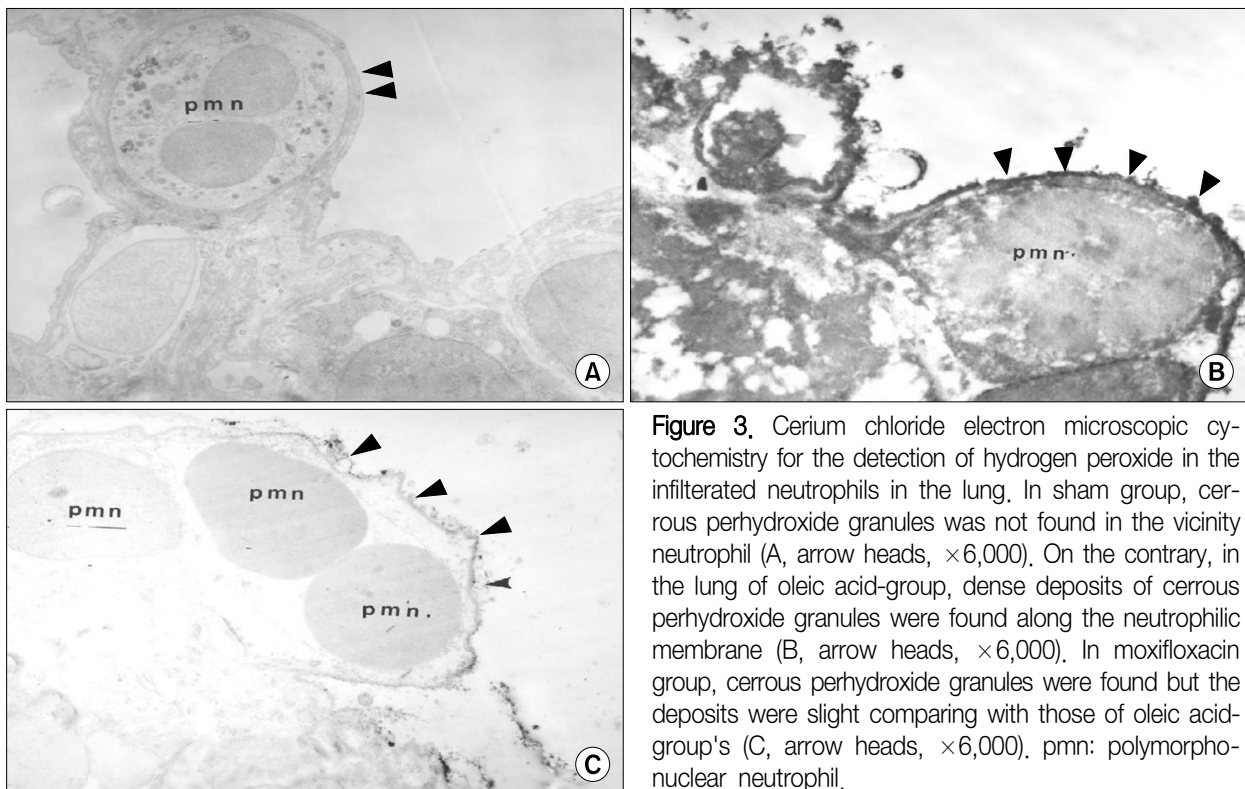 pmn
A
pmn
B
pmn
pmn
pmn
C
Figure 3. Cerium chloride electron microscopic cy-
tochemistry for the detection of hydrogen peroxide in the
infilterated neutrophils in the lung. In sham group, cer-
rous perhydroxide granules was not found in the vicinity
neutrophil (A, arrow heads, ×6,000). On the contrary, in
the lung of oleic acid-group, dense deposits of cerrous
perhydroxide granules were found along the neutrophilic
membrane (B, arrow heads, ×6,000). In moxifloxacin
group, cerrous perhydroxide granules were found but the
deposits were slight comparing with those of oleic acid-
group's (C, arrow heads, ×6,000). pmn: polymorpho-
nuclear neutrophil.